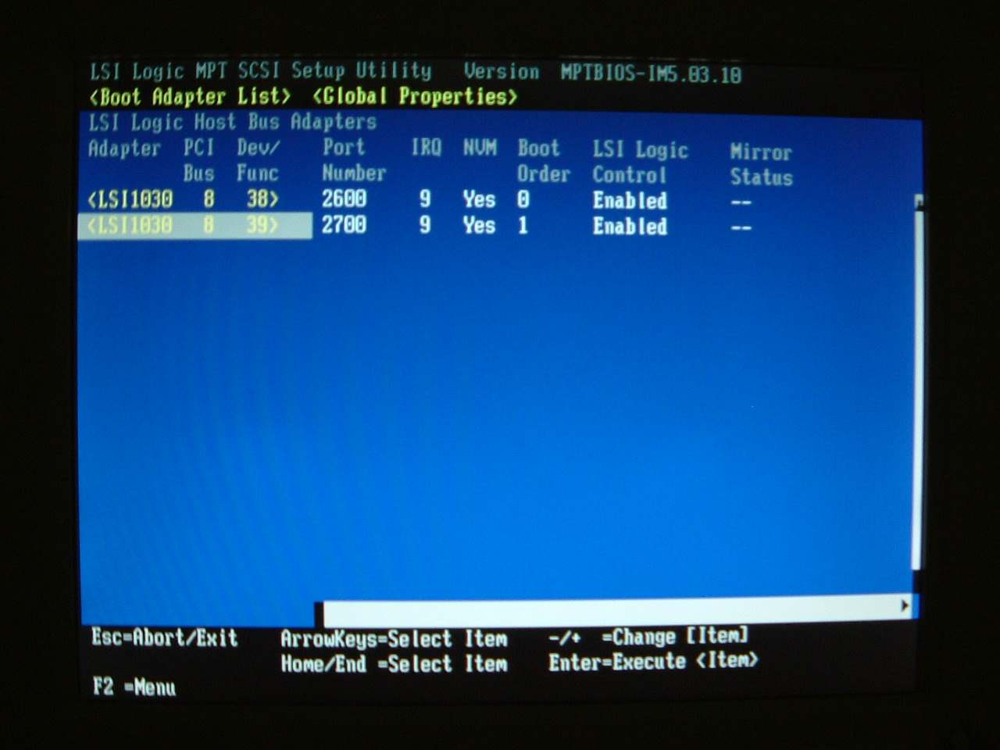 LSI Logic MPT SCSI Setup Utility Version MPTBIOS-IM5.03.10
<Boot Adapter List> <Global Properties>
LSI Logic Host Bus Adapters
Adapter PCI Dev/ Port IRQ NVM Boot LSI Logic Mirror
Bus Func Number Order Control Status
<LSI1030 8 38> 2600 9 Yes 0 Enabled --
<LSI1030 8 39> 2700 9 Yes 1 Enabled --
Esc=Abort/Exit ArrowKeys=Select Item -/+ =Change [Item]
Home/End =Select Item Enter=Execute <Item>
F2 =Menu